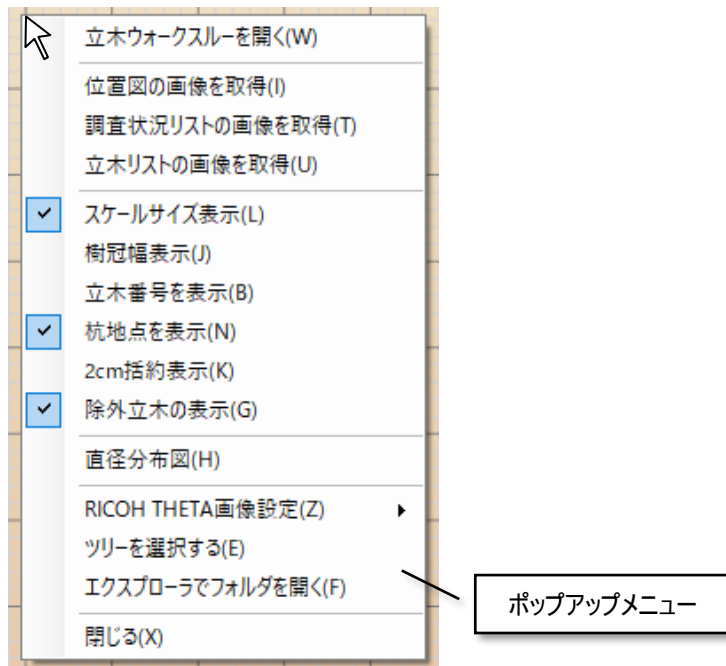 立木ウォークスルーを開く(W)
位置図の画像を取得(I)
調査状況リストの画像を取得(T)
立木リストの画像を取得(U)
スケールサイズ表示(L)
樹冠幅表示(J)
立木番号を表示(B)
杭地点を表示(N)
2cm括約表示(K)
除外立木の表示(G)
直径分布図(H)
RICOH THETA画像設定(Z)
ツリーを選択する(E)
エクスプローラでフォルダを開く(F)
ポップアップメニュー
閉じる(X)